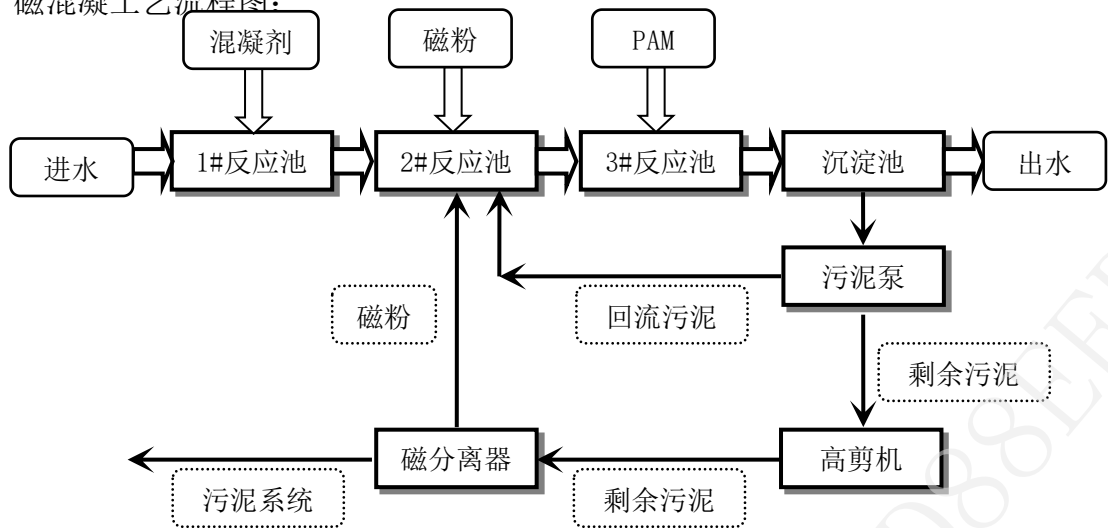 磁混凝工艺流程图:
混凝剂
磁粉
PAM
进水
1#反应池
2#反应池
3#反应池
沉淀池
出水
污泥泵
磁粉
回流污泥
剩余污泥
磁分离器
高剪机
污泥系统
剩余污泥